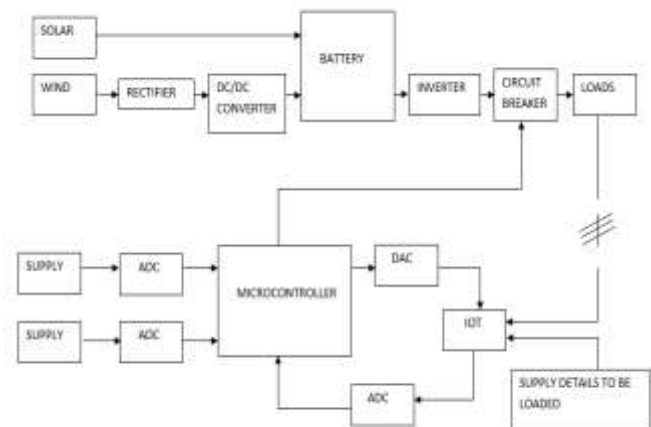 SOLAR
BATTERY
WIND
RECTIFIER
DC/DC
CONVERTER
INVERTER
CIRCUIT
BREAKER
LOADS
SUPPLY
ADC
MICROCONTROLLER
DAC
SUPPLY
ADC
IOT
ADC
SUPPLY DETAILS TO BE
LOADED